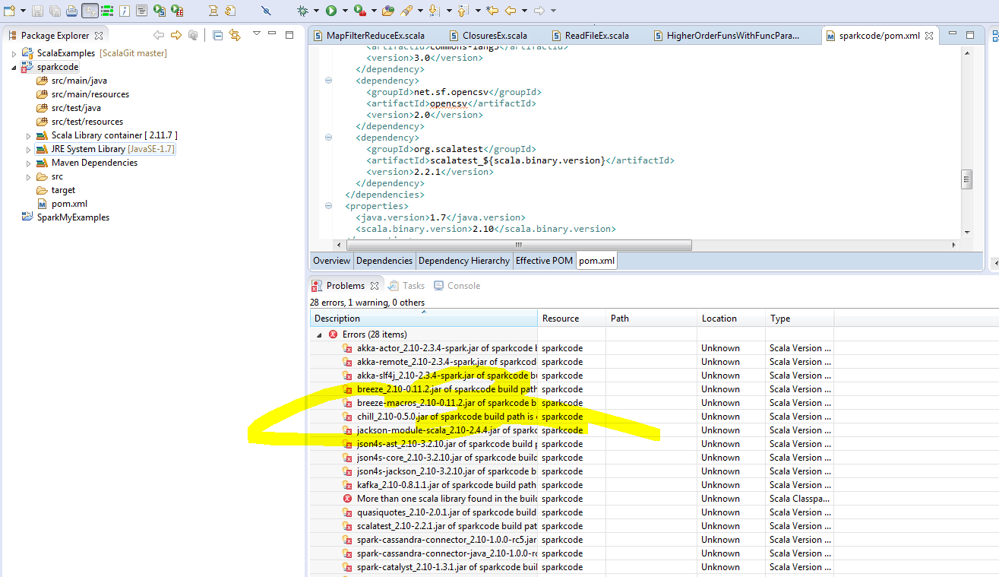 Package Explorer
ScalaExamples [ScalaGit master]
sparkcode
src/main/java
src/main/resources
src/test/java
src/test/resources
Scala Library container [ 2.11.7 ]
JRE System Library [JavaSE-1.7]
Maven Dependencies
src
target
pom.xml
SparkMyExamples
MapFilterReduceEx.scala ClosuresEx.scala ReadFileEx.scala HigherOrderFunsWithFuncPara... sparkcode/pom.xml
<artifactId>commons-lang3</artifactId>
<version>3.0</version>
</dependency>
<dependency>
<groupId>net.sf.opencsv</groupId>
<artifactId>opencsv</artifactId>
<version>2.0</version>
</dependency>
<dependency>
<groupId>org.scalatest</groupId>
<artifactId>scalatest_${scala.binary.version}</artifactId>
<version>2.2.1</version>
</dependency>
</dependencies>
<properties>
<java.version>1.7</java.version>
<scala.binary.version>2.10</scala.binary.version>
Overview Dependencies Dependency Hierarchy Effective POM pom.xml
Problems Tasks Console
28 errors, 1 warning, 0 others
Description Resource Path Location Type
Errors (28 items)
akka-actor_2.10-2.3.4-spark.jar of sparkcode b sparkcode Unknown Scala Version ...
akka-remote_2.10-2.3.4-spark.jar of sparkcod sparkcode Unknown Scala Version ...
akka-slf4j_2.10-2.3.4-spark.jar of sparkcode bu sparkcode Unknown Scala Version ...
breeze_2.10-0.11.2.jar of sparkcode build path sparkcode Unknown Scala Version ...
breeze-macros_2.10-0.11.2.jar of sparkcode b sparkcode Unknown Scala Version ...
chill_2.10-0.5.0.jar of sparkcode build path is sparkcode Unknown Scala Version ...
jackson-module-scala_2.10-2.4.4.jar of sparkc sparkcode Unknown Scala Version ...
json4s-ast_2.10-3.2.10.jar of sparkcode build p sparkcode Unknown Scala Version ...
json4s-core_2.10-3.2.10.jar of sparkcode build sparkcode Unknown Scala Version ...
json4s-jackson_2.10-3.2.10.jar of sparkcode b sparkcode Unknown Scala Version ...
kafka_2.10-0.8.1.1.jar of sparkcode build path sparkcode Unknown Scala Version ...
More than one scala library found in the build sparkcode Unknown Scala Classpa...
quasiquotes_2.10-2.0.1.jar of sparkcode build sparkcode Unknown Scala Version ...
scalatest_2.10-2.2.1.jar of sparkcode build pat sparkcode Unknown Scala Version ...
spark-cassandra-connector_2.10-1.0.0-rc5.jar sparkcode Unknown Scala Version ...
spark-cassandra-connector-java_2.10-1.0.0-rc sparkcode Unknown Scala Version ...
spark-catalyst_2.10-1.3.1.jar of sparkcode buil sparkcode Unknown Scala Version ...